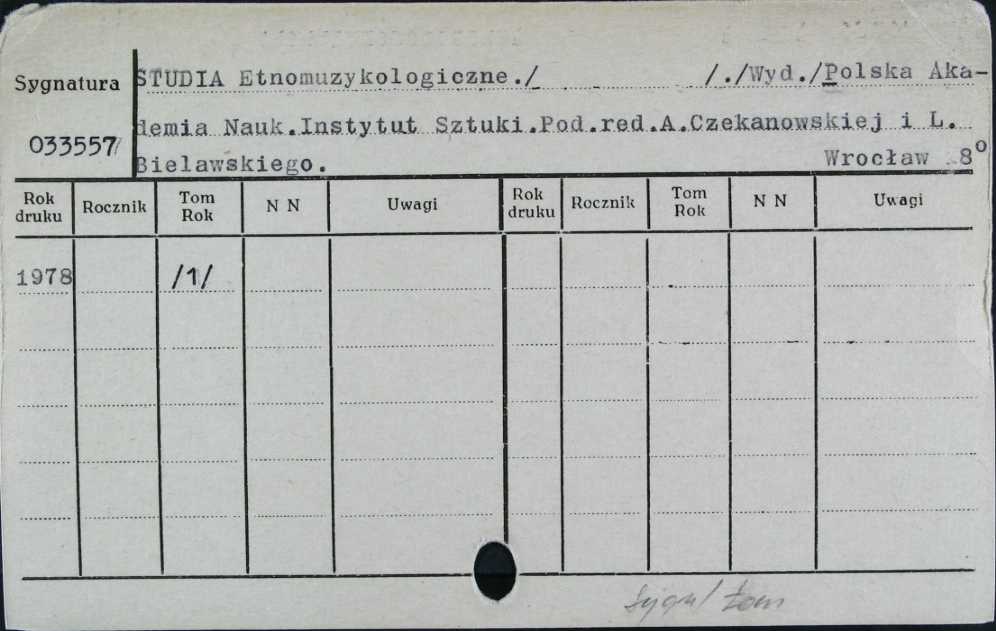 STUDIA Etnomuzykologiczne./ /./Wyd./Polska Aka-
Sygnatura
demia Nauk.Instytut Sztuki.Pod.red.A.Czekanowskiej i L.
033557/
Bielawskiego. Wrocław 8°
Rok druku Rocznik Tom Rok N N Uwagi Rok druku Rocznik Tom Rok N N Uwagi
1978 /1/